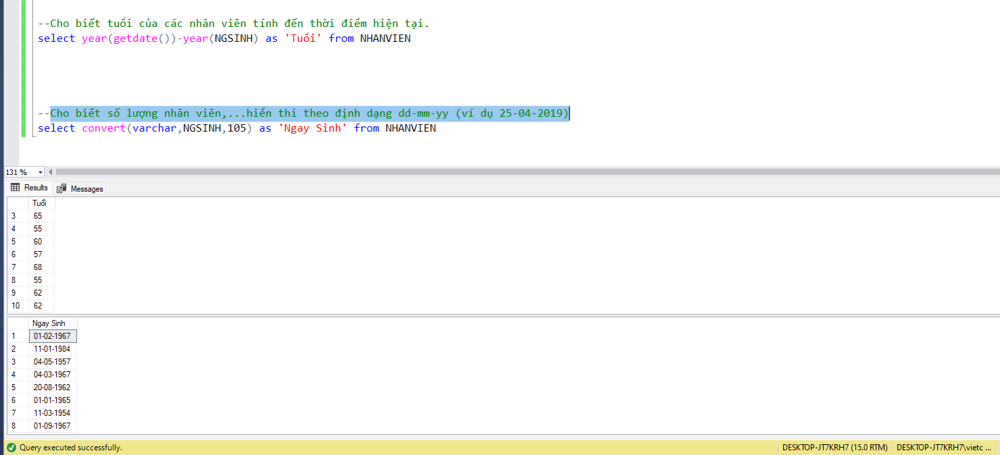 --Cho biết tuổi của các nhân viên tính đến thời điểm hiện tại.
select year(getdate())-year(NGSINH) as 'Tuổi' from NHANVIEN
--Cho biết số lượng nhân viên,...hiển thi theo định dạng dd-mm-yy (ví dụ 25-04-2019)
select convert(varchar,NGSINH,105) as 'Ngay Sinh' from NHANVIEN
131 %
Results Messages
Tuổi
3 65
4 55
5 60
6 57
7 68
8 55
9 62
10 62
Ngay Sinh
1 01-02-1967
2 11-01-1984
3 04-05-1957
4 04-03-1967
5 20-08-1962
6 01-01-1965
7 11-03-1954
8 01-09-1967
Query executed successfully. DESKTOP-JT7KRH7 (15.0 RTM) DESKTOP-JT7KRH7\vietc ...